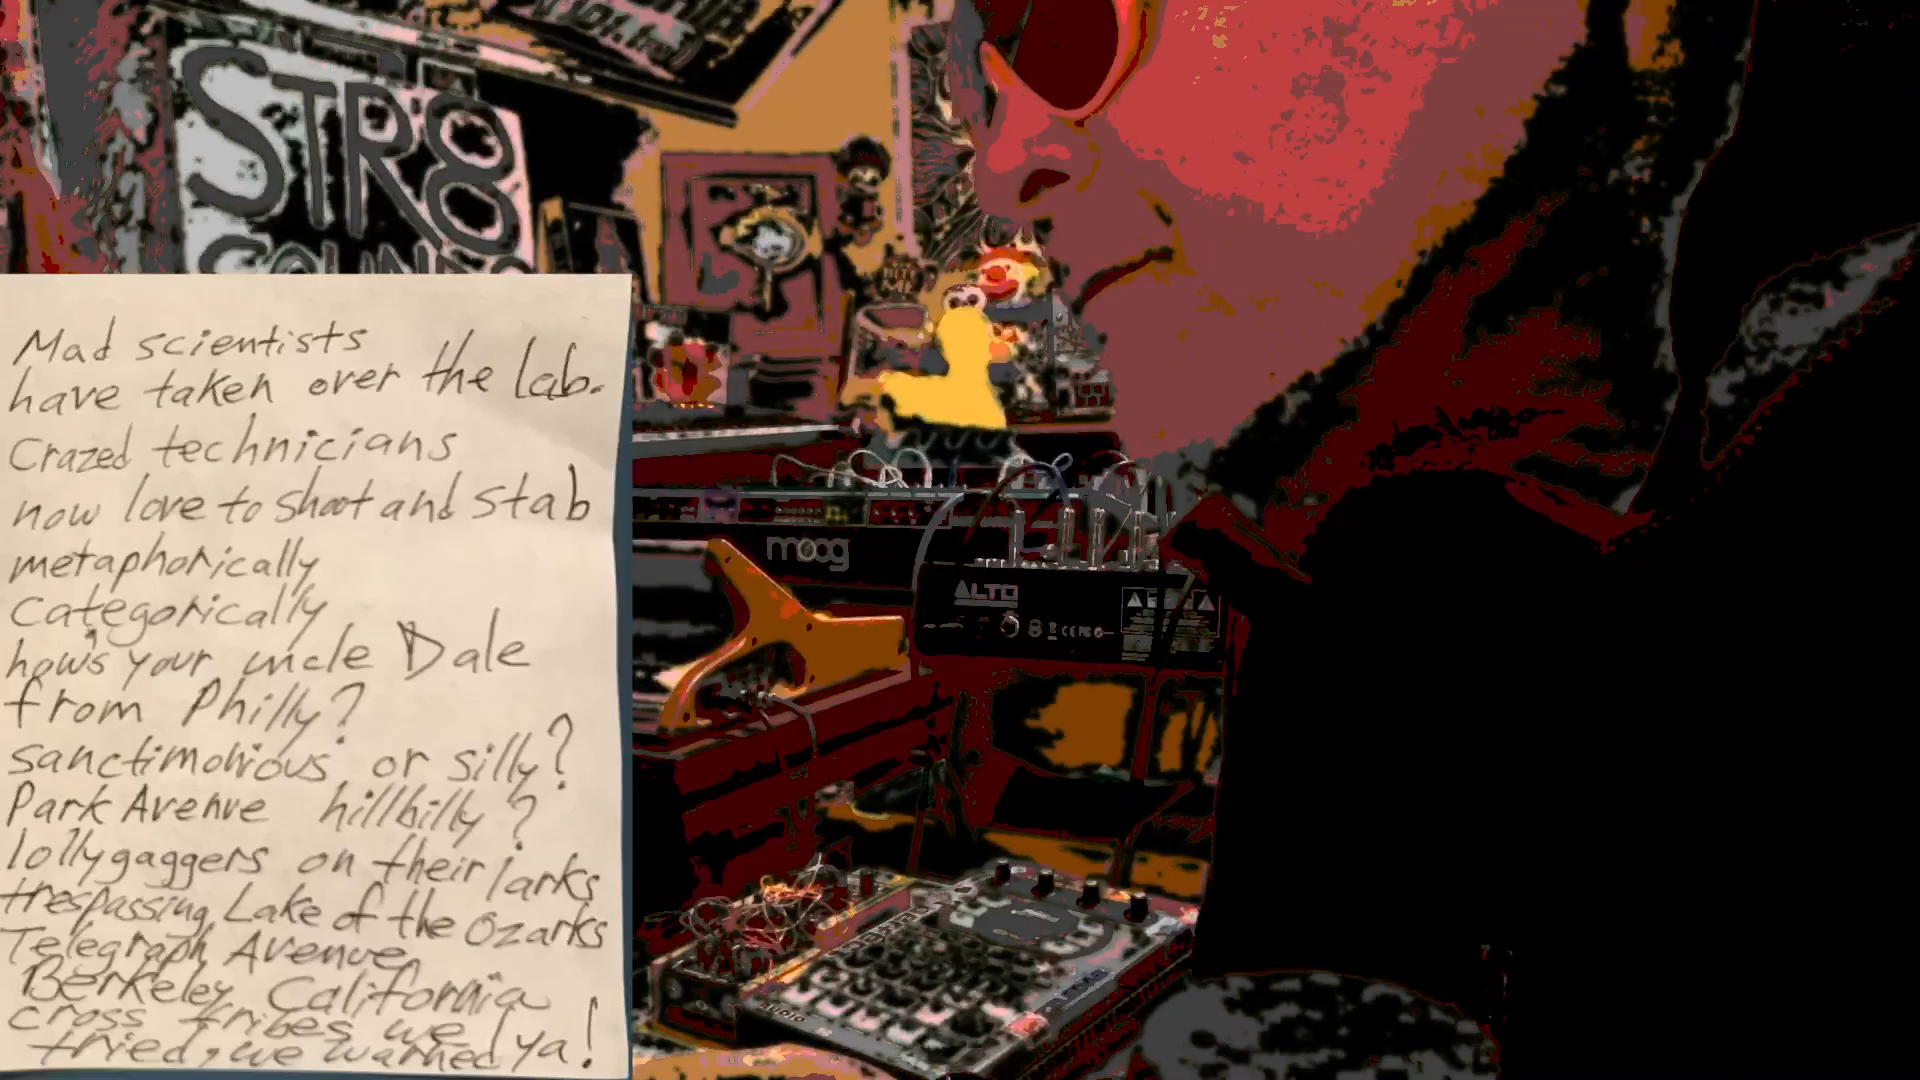 STR8
SOUNDS
Mad scientists
have taken over the lab.
Crazed technicians
now love to shoot and stab
metaphorically
categorically
how's your uncle Dale
from Philly?
sanctimonious or silly?
Park Avenue hillbilly?
lollygaggers on their larks
trespassing Lake of the Ozarks
Telegraph Avenue
Berkeley, California
cross tribes we
tried, we warned ya!
moog
ALTO